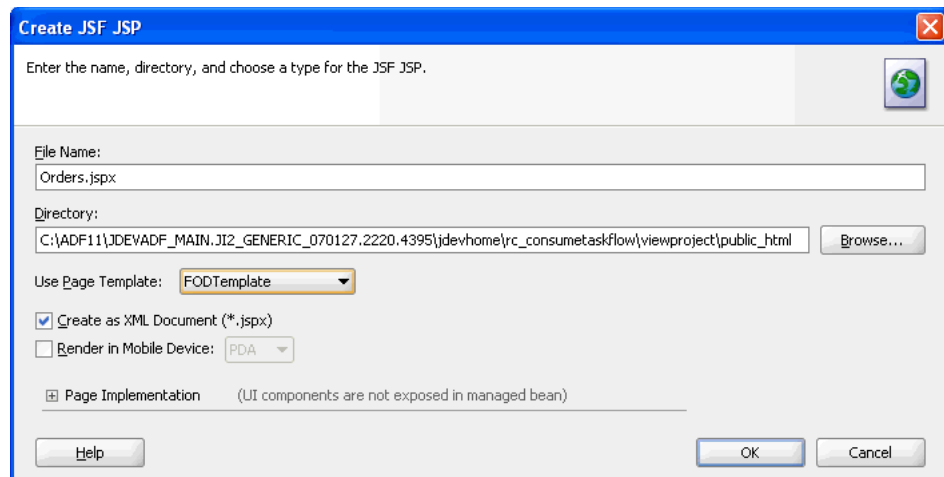 Create JSF JSP
Enter the name, directory, and choose a type for the JSF JSP.
File Name:
Orders.jspx
Directory:
C:\ADF11\JDEVADF_MAIN.JI2_GENERIC_070127.2220.4395\jdevhome\rc_consumetaskflow\viewproject\public_html Browse...
Use Page Template: FODTemplate
Create as XML Document (*.jspx)
Render in Mobile Device: PDA
Page Implementation (UI components are not exposed in managed bean)
Help OK Cancel